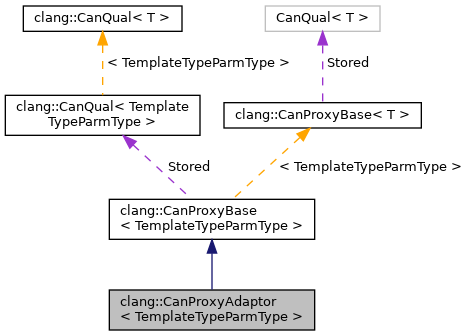 clang::CanQual< T >
CanQual< T >
< TemplateTypeParmType >
Stored
clang::CanQual< Template
TypeParmType >
clang::CanProxyBase< T >
Stored
< TemplateTypeParmType >
clang::CanProxyBase
< TemplateTypeParmType >
clang::CanProxyAdaptor
< TemplateTypeParmType >